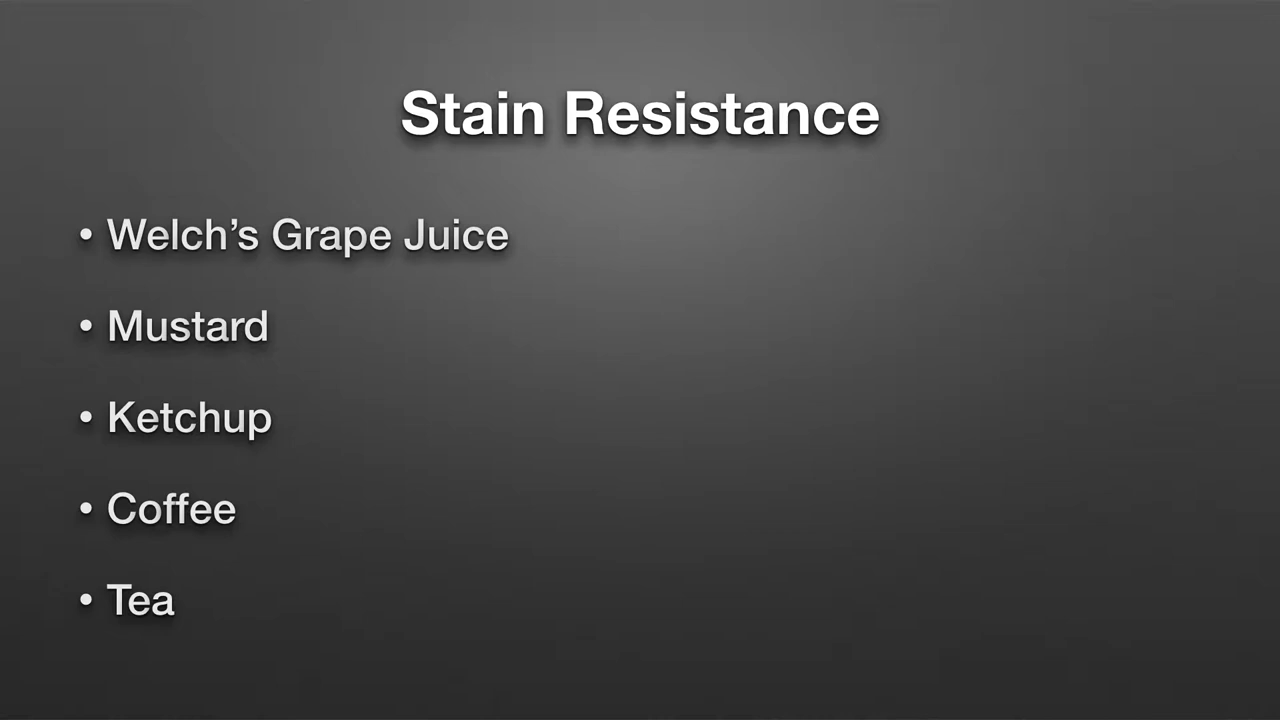 Stain Resistance
• Welch’s Grape Juice
• Mustard
• Ketchup
• Coffee
• Tea